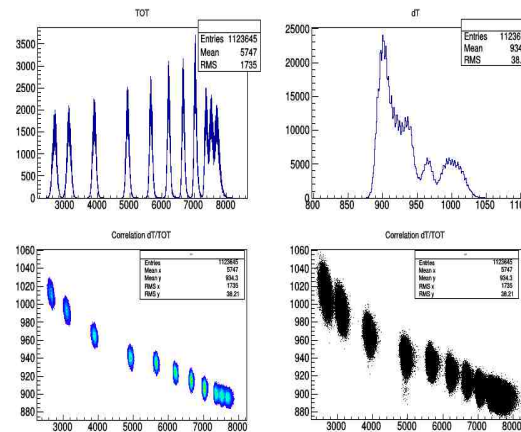 TOT
Entries 1123645
Mean 5747
RMS 1735
3500
3000
2500
2000
1500
1000
500
0
3000 4000 5000 6000 7000 8000
dT
Entries 11236
Mean 934
RMS 38.
25000
20000
15000
10000
5000
0
800 850 900 950 1000 1050 110
Correlation dT/TOT
Entries 1123645
Mean x 5747
Mean y 934.3
RMS x 1735
RMS y 38.21
1060
1040
1020
1000
980
960
940
920
900
880
3000 4000 5000 6000 7000 8000
Correlation dT/TOT
Entries 1123645
Mean x 5747
Mean y 934.3
RMS x 1735
RMS y 38.21
1060
1040
1020
1000
980
960
940
920
900
880
3000 4000 5000 6000 7000 8000